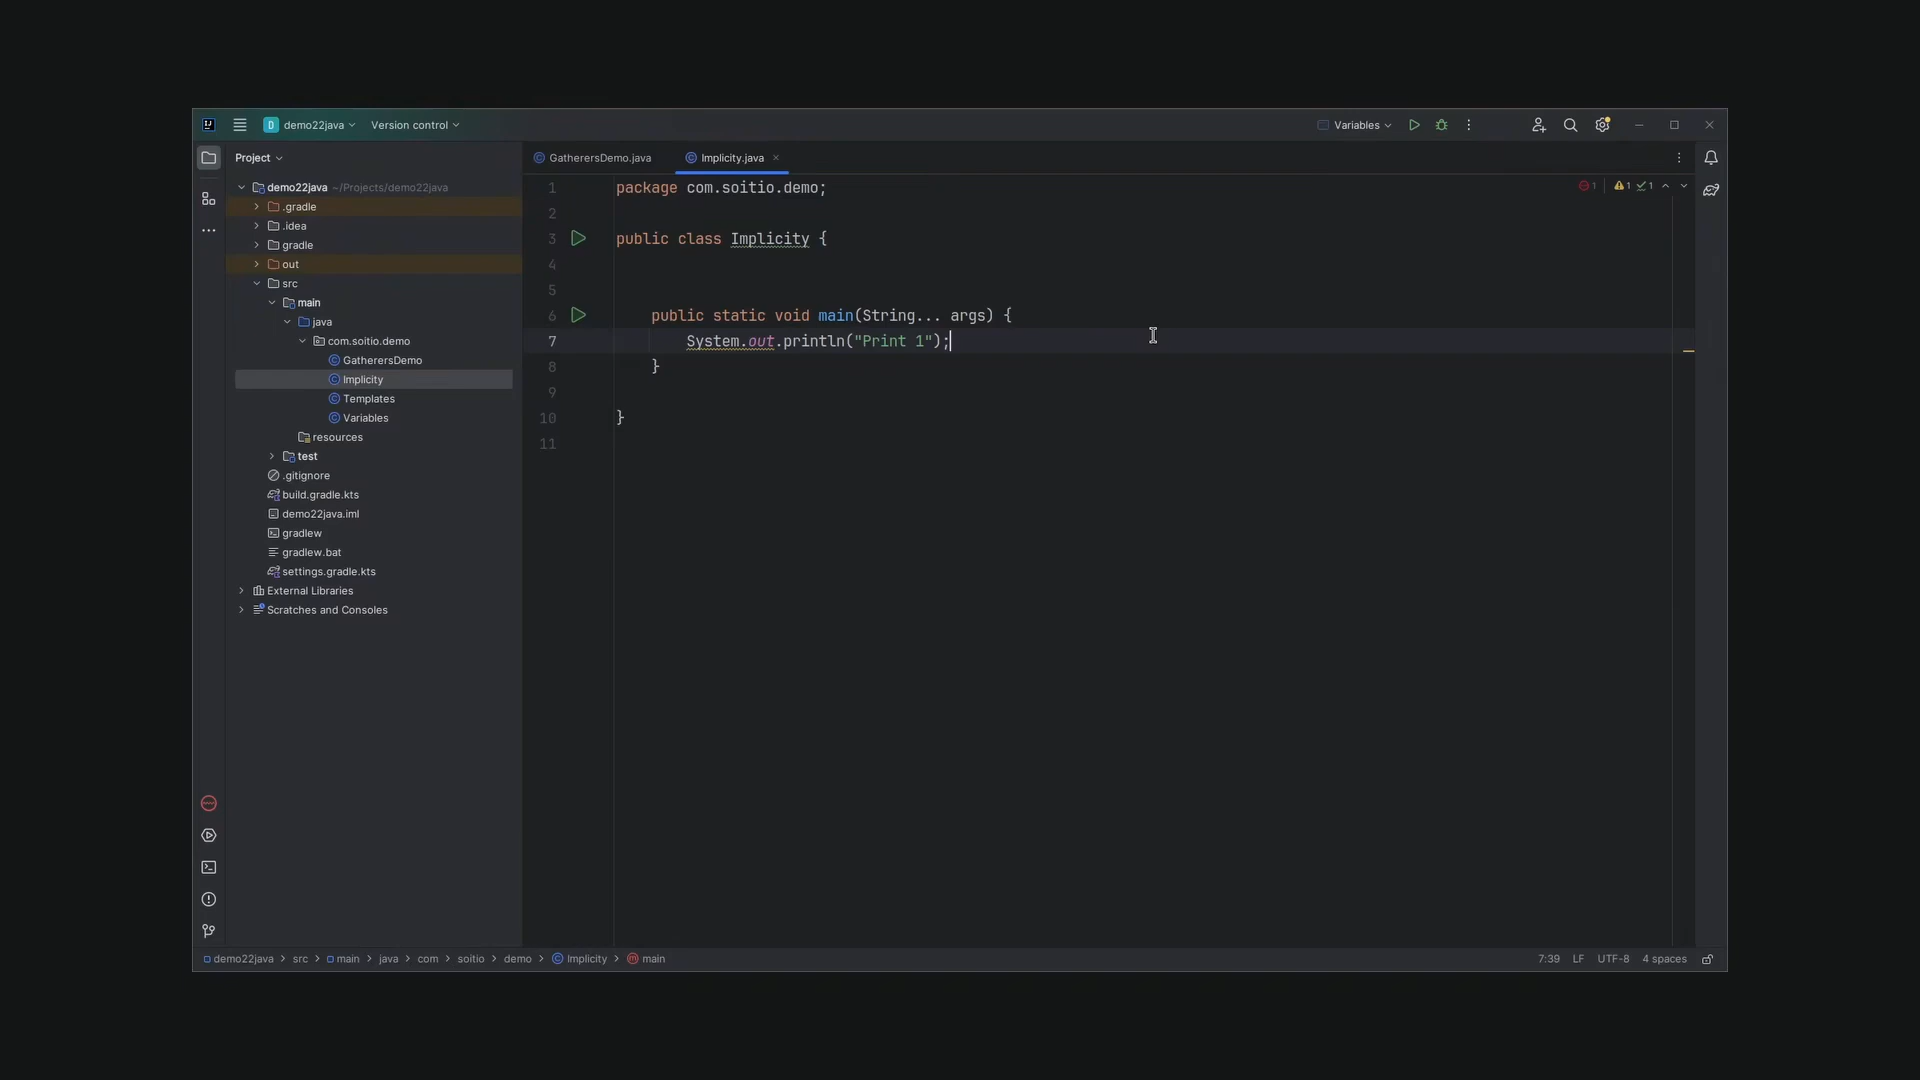 demo22java
Version control
Variables
Project
GatherersDemo.java
Implicity.java
demo22java ~/Projects/demo22java
.gradle
.idea
gradle
out
src
main
java
com.soitio.demo
GatherersDemo
Implicity
Templates
Variables
resources
test
.gitignore
build.gradle.kts
demo22java.iml
gradlew
gradlew.bat
settings.gradle.kts
External Libraries
Scratches and Consoles
1 package com.soitio.demo;
1 1 1
2
3 public class Implicity {
4
5
6 public static void main(String... args) {
7 System.out.println("Print 1");
8 }
9
10 }
11
demo22java > src > main > java > com > soitio > demo > Implicity > main
7:39 LF UTF-8 4 spaces